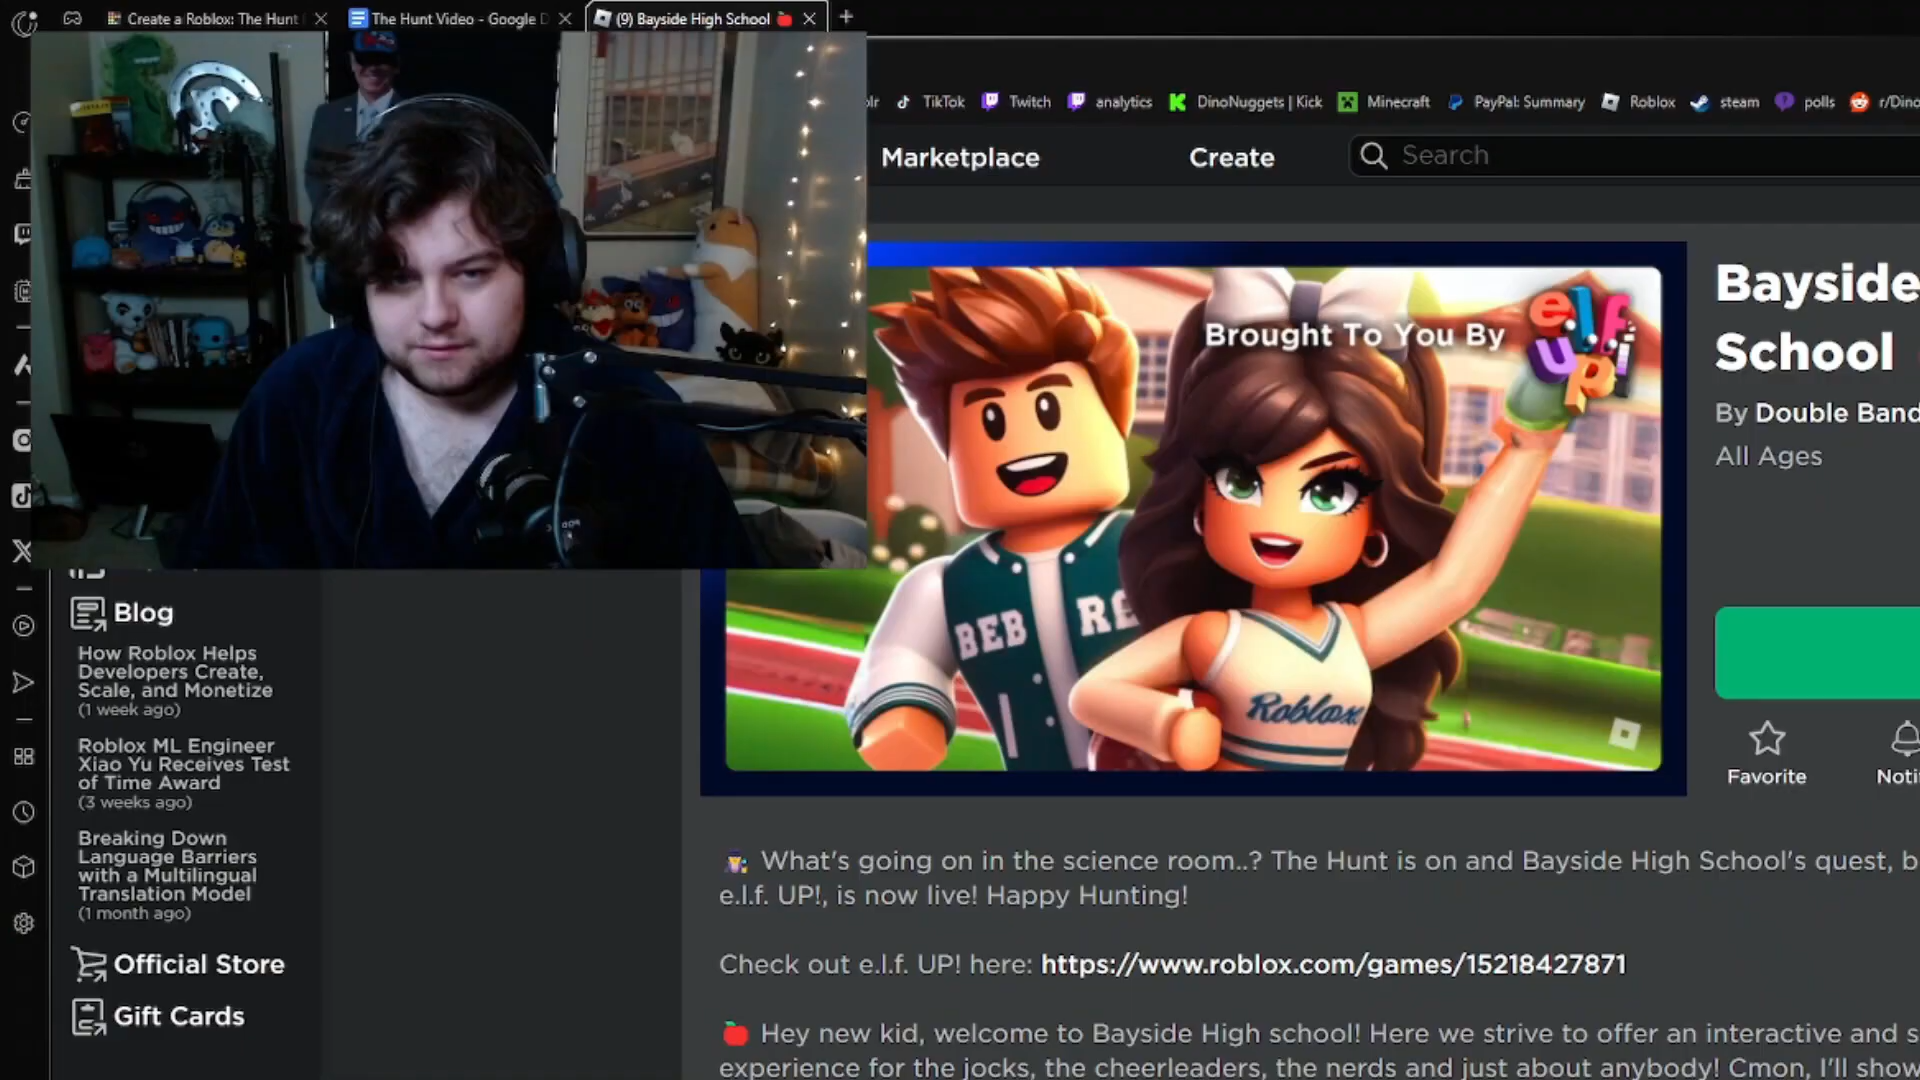 Create a Roblox: The Hunt
The Hunt Video - Google D
(9) Bayside High School
TikTok
Twitch
analytics
DinoNuggets | Kick
Minecraft
PayPal: Summary
Roblox
steam
polls
r/Dino
Marketplace
Create
Search
Brought To You By
e.l.f.
UP!
BEB
RO
Roblox
Bayside
School
By Double Band
All Ages
Favorite
Noti
Blog
How Roblox Helps
Developers Create,
Scale, and Monetize
(1 week ago)
Roblox ML Engineer
Xiao Yu Receives Test
of Time Award
(3 weeks ago)
Breaking Down
Language Barriers
with a Multilingual
Translation Model
(1 month ago)
Official Store
Gift Cards
What's going on in the science room..? The Hunt is on and Bayside High School's quest, b
e.l.f. UP!, is now live! Happy Hunting!
Check out e.l.f. UP! here: https://www.roblox.com/games/15218427871
Hey new kid, welcome to Bayside High school! Here we strive to offer an interactive and s
experience for the jocks, the cheerleaders, the nerds and just about anybody! Cmon, I'll show